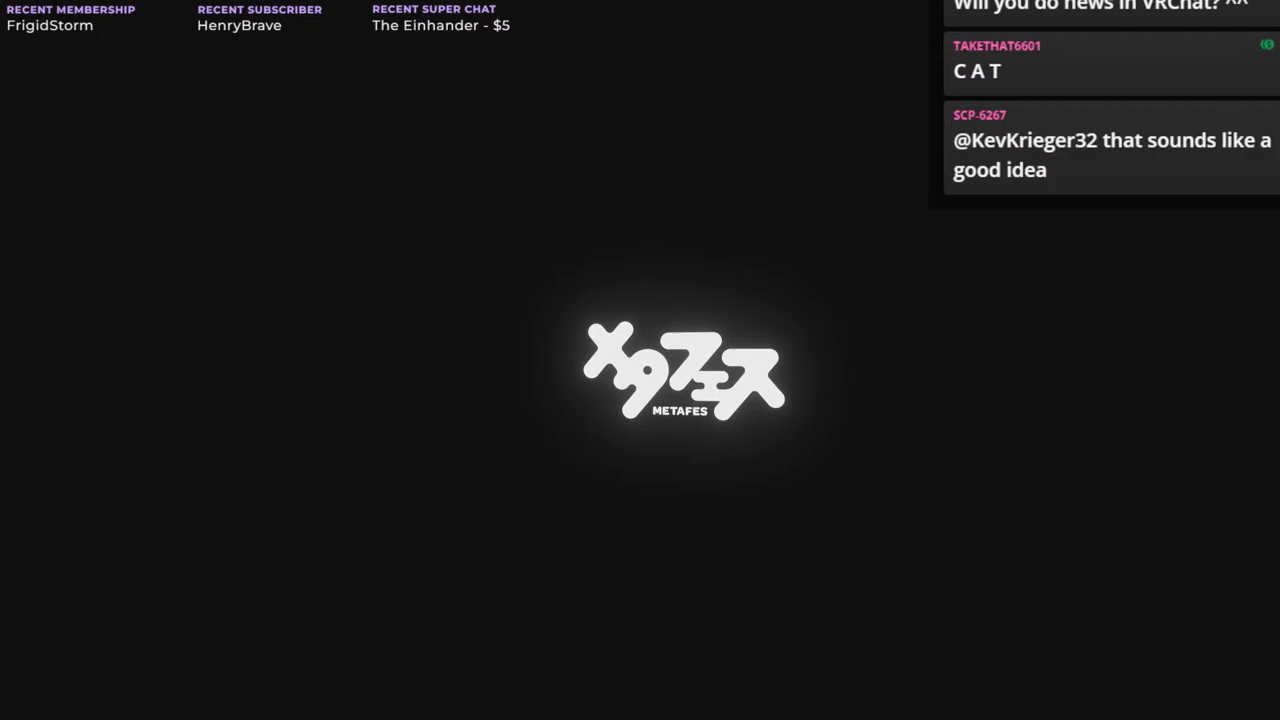 RECENT MEMBERSHIP
FrigidStorm
RECENT SUBSCRIBER
HenryBrave
RECENT SUPER CHAT
The Einhander - $5
Will you do news in VRChat? ^^
TAKETHAT6601
C A T
SCP-6267
@KevKrieger32 that sounds like a
good idea
メタフェス
METAFES